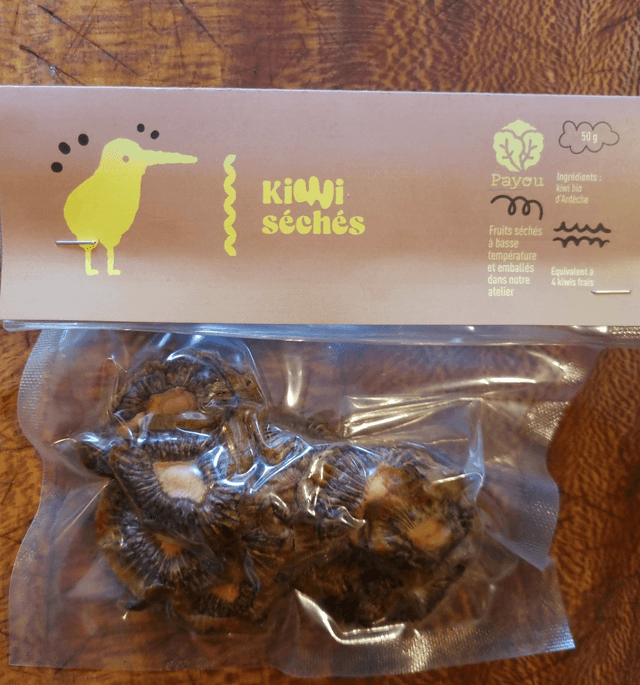 Kiwi
séchés
Payou
Fruits séchés
à basse
température
et emballés
dans notre
atelier
50 g
Ingrédients :
kiwi bio
d'Ardèche
Equivalent à
4 kiwis frais